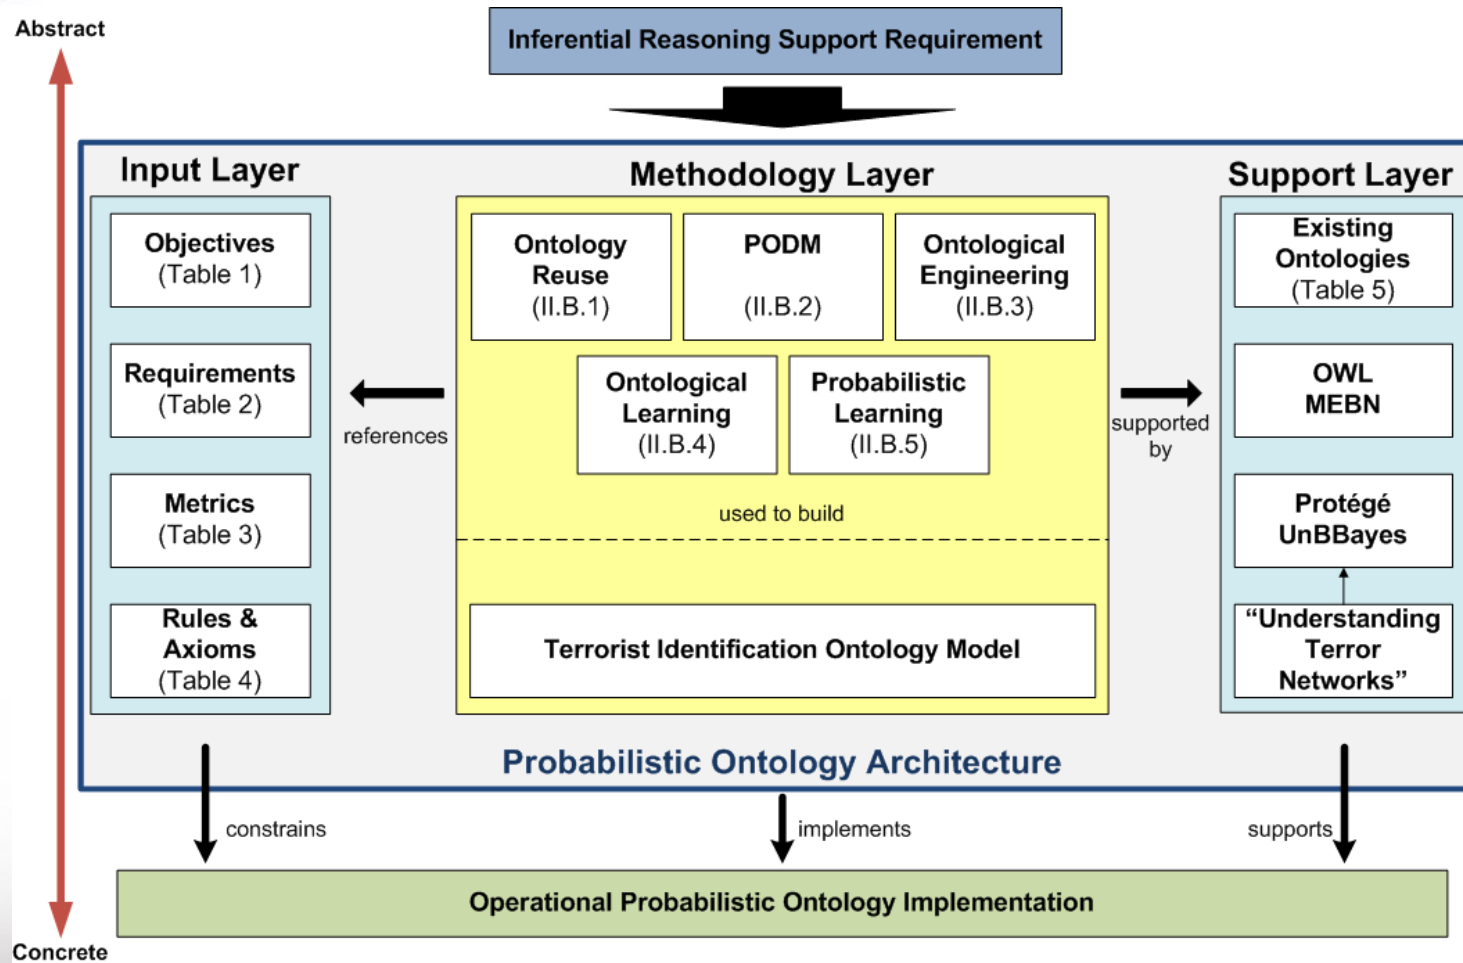 Abstract
Inferential Reasoning Support Requirement
Input Layer
Methodology Layer
Support Layer
Objectives
(Table 1)
Requirements
(Table 2)
Metrics
(Table 3)
Rules &
Axioms
(Table 4)
references
Ontology
Reuse
(II.B.1)
PODM
(II.B.2)
Ontological
Engineering
(II.B.3)
Ontological
Learning
(II.B.4)
Probabilistic
Learning
(II.B.5)
used to build
Terrorist Identification Ontology Model
supported
by
Existing
Ontologies
(Table 5)
OWL
MEBN
Protégé
UnBBayes
“Understanding
Terror
Networks”
Probabilistic Ontology Architecture
constrains
implements
supports
Operational Probabilistic Ontology Implementation
Concrete